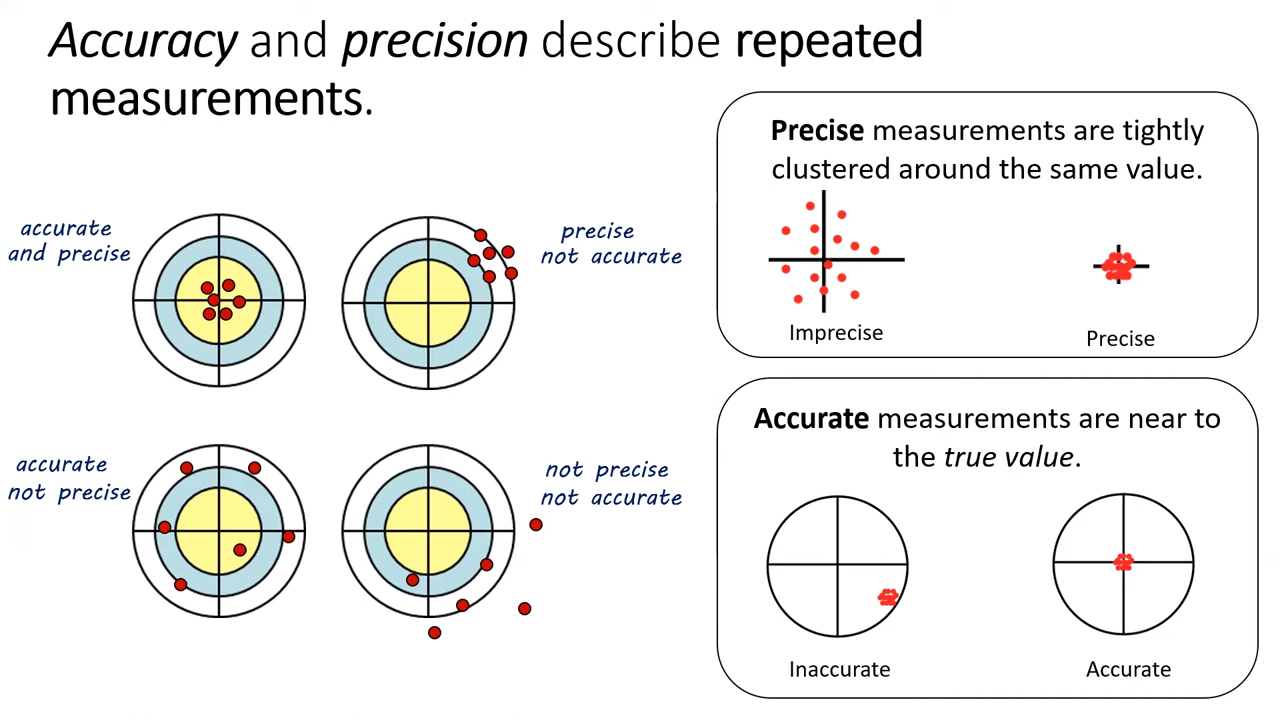 Accuracy and precision describe repeated
measurements.
accurate
and precise
precise
not accurate
accurate
not precise
not precise
not accurate
Precise measurements are tightly
clustered around the same value.
Imprecise
Precise
Accurate measurements are near to
the true value.
Inaccurate
Accurate